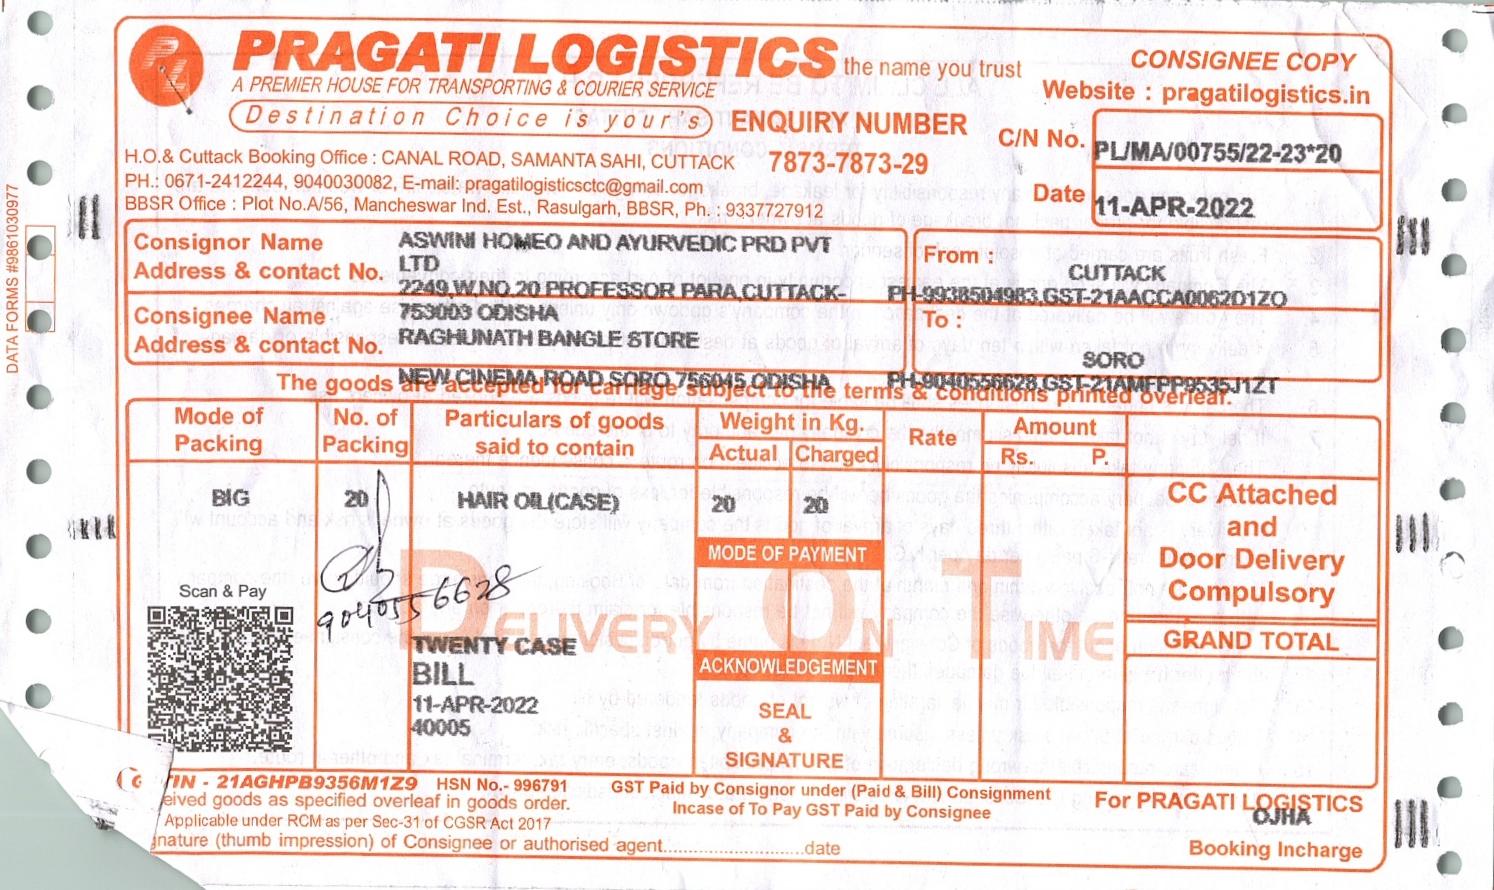 PRAGATI LOGISTICS the name you trust
A PREMIER HOUSE FOR TRANSPORTING & COURIER SERVICE
Destination Choice is your's
ENQUIRY NUMBER
7873-7873-29
CONSIGNEE COPY
Website : pragatilogistics.in
C/N No. PL/MA/00755/22-23*20
Date 11-APR-2022
H.O.& Cuttack Booking Office : CANAL ROAD, SAMANTA SAHI, CUTTACK
PH.: 0671-2412244, 9040030082, E-mail: pragatilogisticsctc@gmail.com
BBSR Office : Plot No.A/56, Mancheswar Ind. Est., Rasulgarh, BBSR, Ph.: 9337727912
DATA FORMS #9861030977
Consignor Name
Address & contact No.
ASWINI HOMEO AND AYURVEDIC PRD PVT
LTD
2249,W.NO.20 PROFESSOR PARA,CUTTACK-
753003 ODISHA
From :
CUTTACK
PH-9938504983,GST-21AACCA0062D1ZO
Consignee Name.
Address & contact No.
RAGHUNATH BANGLE STORE
NEW CINEMA ROAD SORO 756045 ODISHA
To :
SORO
PH-9040556628,GST-21AMFPP9535J1ZT
The goods are accepted for carriage subject to the terms & conditions printed overleaf.
Mode of Packing
No. of Packing
Particulars of goods said to contain
Weight in Kg.
Actual Charged
Rate
Amount
Rs. P.
BIG 20 HAIR OIL(CASE) 20 20
CC Attached
and
Door Delivery
Compulsory
MODE OF PAYMENT
DELIVERY ON TIME
9040556628
Scan & Pay
TWENTY CASE
BILL
11-APR-2022
40005
GRAND TOTAL
ACKNOWLEDGEMENT
SEAL
&
SIGNATURE
TIN - 21AGHPB9356M1Z9 HSN No.- 996791
eived goods as specified overleaf in goods order.
Applicable under RCM as per Sec-31 of CGSR Act 2017
nature (thumb impression) of Consignee or authorised agent............................date
GST Paid by Consignor under (Paid & Bill) Consignment
Incase of To Pay GST Paid by Consignee
For PRAGATI LOGISTICS
OJHA
Booking Incharge